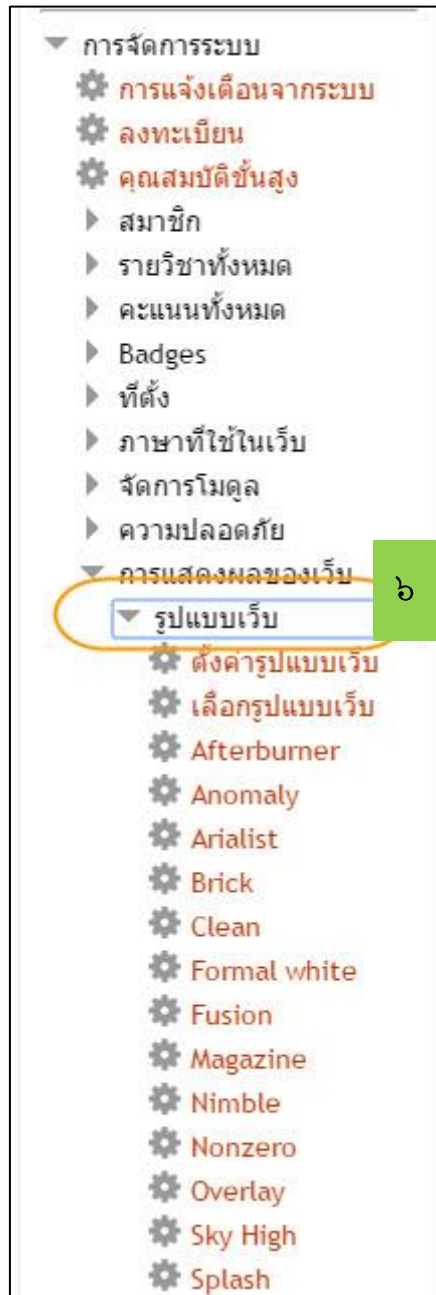 การจัดการระบบ
การแจ้งเตือนจากระบบ
ลงทะเบียน
คุณสมบัติขั้นสูง
สมาชิก
รายวิชาทั้งหมด
คะแนนทั้งหมด
Badges
ที่ตั้ง
ภาษาที่ใช้ในเว็บ
จัดการโมดูล
ความปลอดภัย
การแสดงผลของเว็บ
๖
รูปแบบเว็บ
ตั้งค่ารูปแบบเว็บ
เลือกรูปแบบเว็บ
Afterburner
Anomaly
Arialist
Brick
Clean
Formal white
Fusion
Magazine
Nimble
Nonzero
Overlay
Sky High
Splash